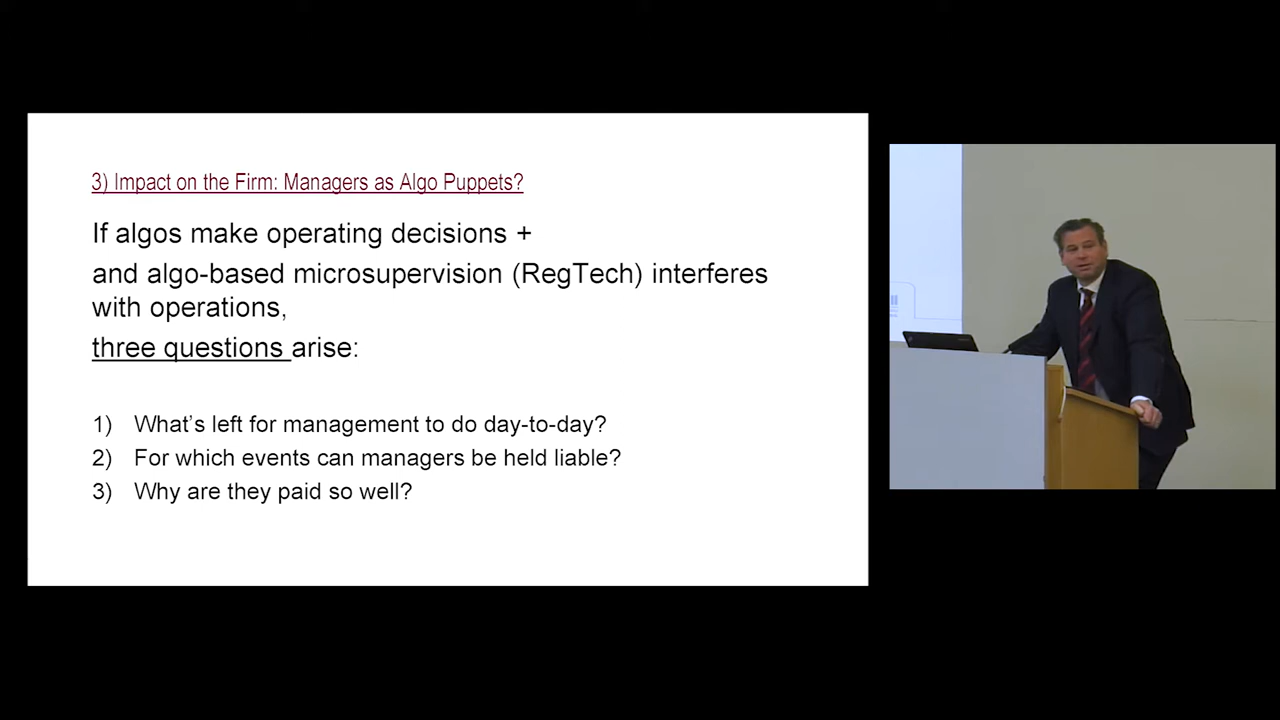 3) Impact on the Firm: Managers as Algo Puppets?
If algos make operating decisions +
and algo-based microsupervision (RegTech) interferes
with operations,
three questions arise:
1) What's left for management to do day-to-day?
2) For which events can managers be held liable?
3) Why are they paid so well?